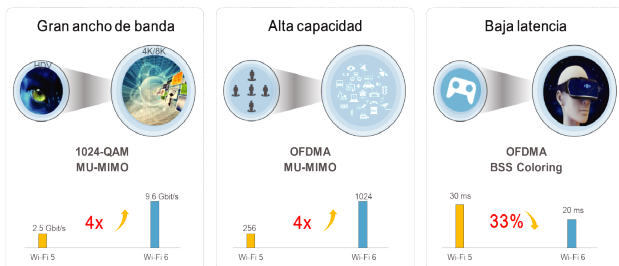 Gran ancho de banda
HDV
4K/8K
1024-QAM
MU-MIMO
2.5 Gbit/s
4x
9.6 Gbit/s
Wi-Fi 5
Wi-Fi 6
Alta capacidad
OFDMA
MU-MIMO
256
4x
1024
Wi-Fi 5
Wi-Fi 6
Baja latencia
OFDMA
BSS Coloring
30 ms
33%
20 ms
Wi-Fi 5
Wi-Fi 6